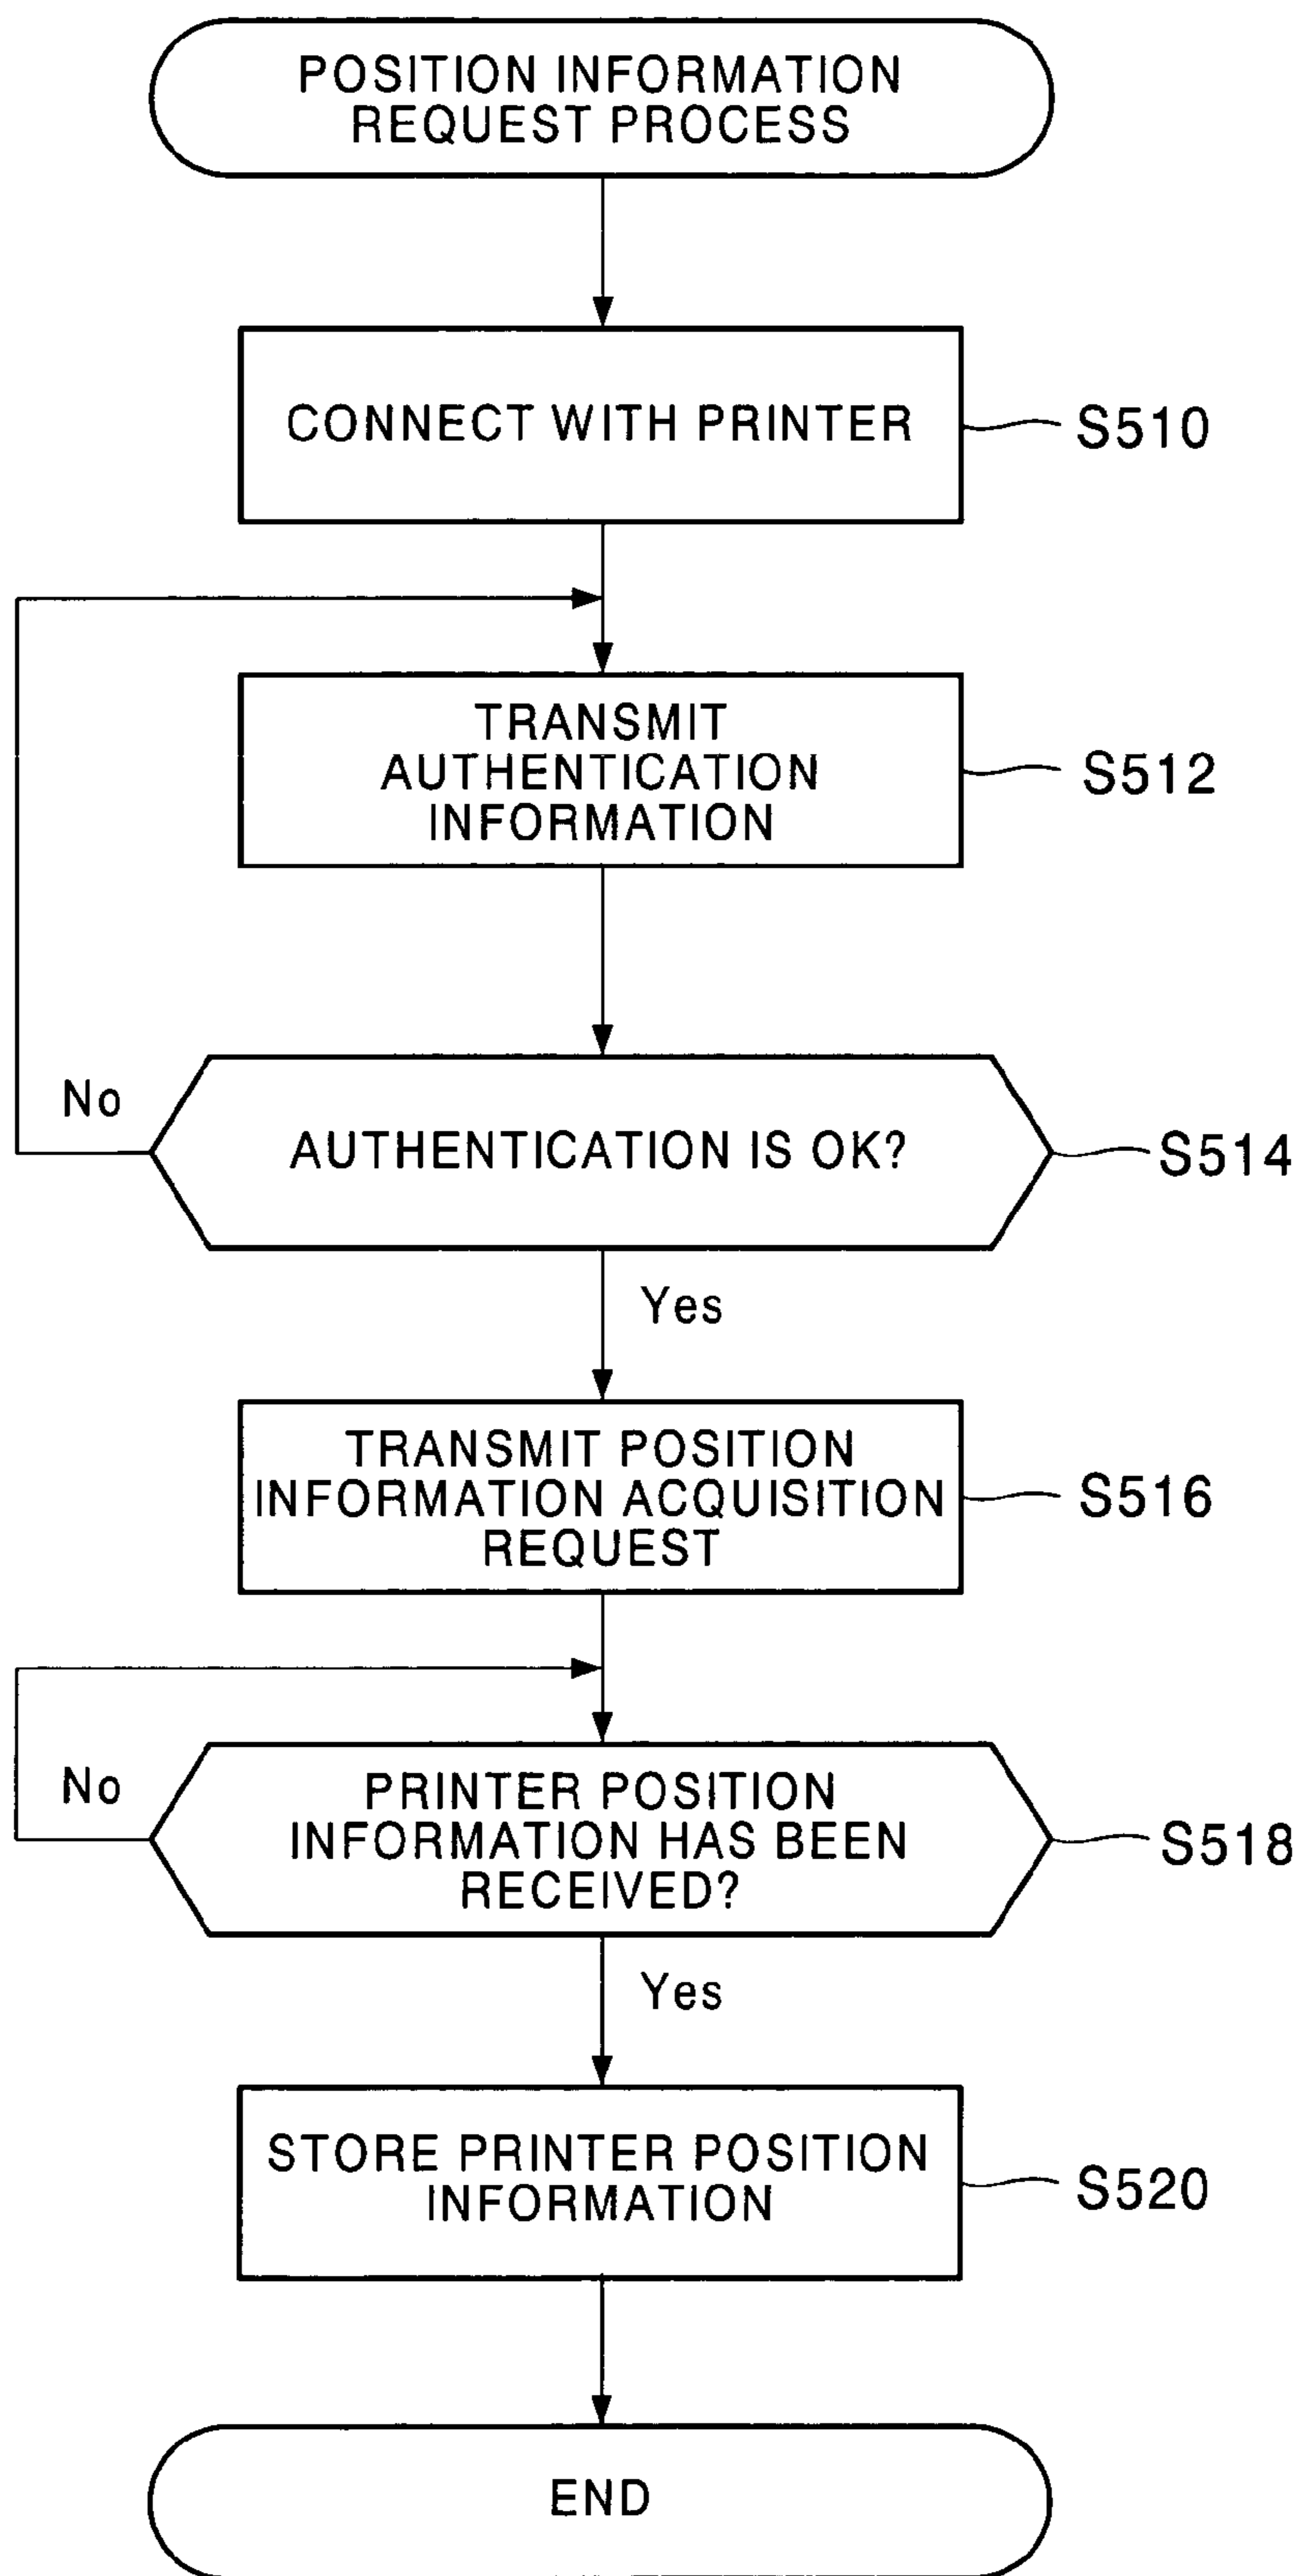 POSITION INFORMATION
REQUEST PROCESS
CONNECT WITH PRINTER
S510
TRANSMIT
AUTHENTICATION
INFORMATION
S512
No
AUTHENTICATION IS OK?
S514
Yes
TRANSMIT POSITION
INFORMATION ACQUISITION
REQUEST
S516
No
PRINTER POSITION
INFORMATION HAS BEEN
RECEIVED?
S518
Yes
STORE PRINTER POSITION
INFORMATION
S520
END